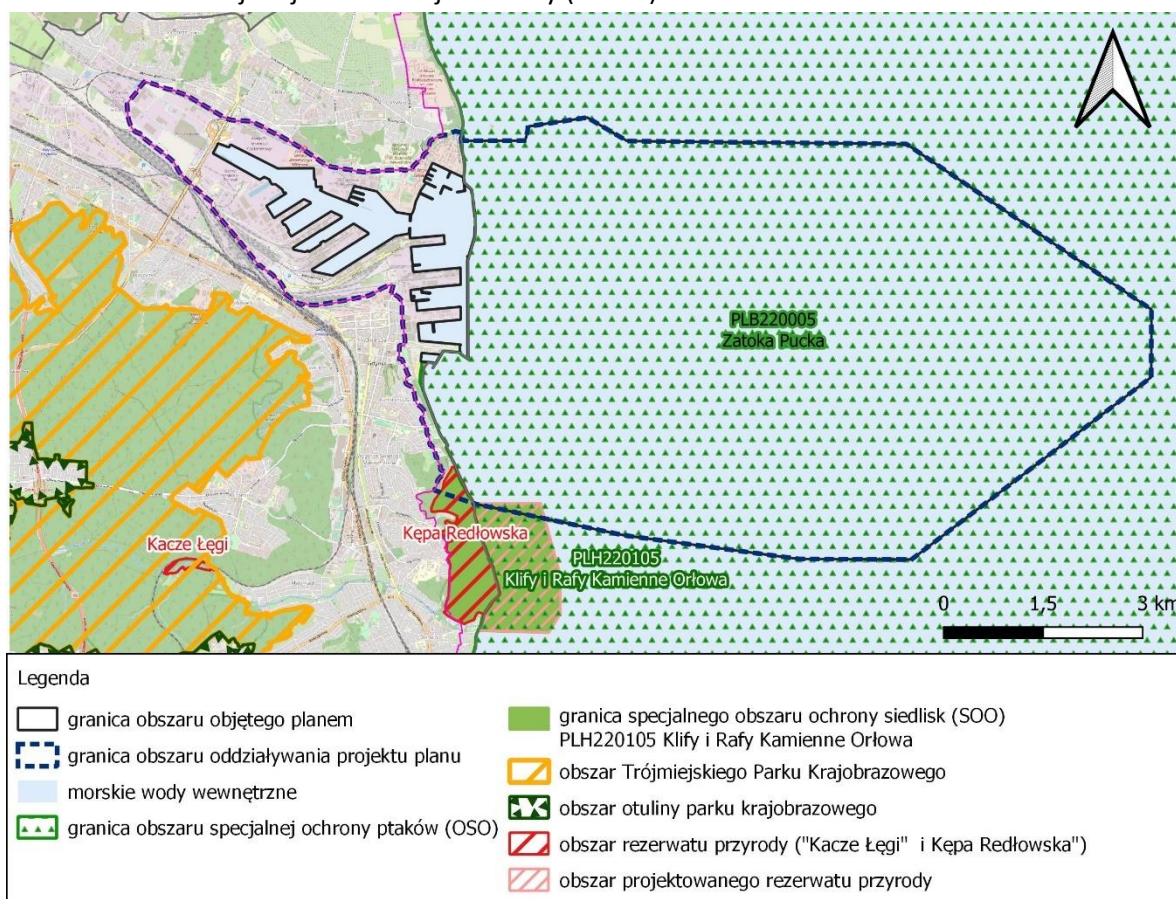 PLB220005
Zatoka Pucka
Kępa Redłowska
Kacze Łęgi
PLH220105
Klify i Rafy Kamienne Orłowa
0 1,5 3 km
Legenda
granica obszaru objętego planem
granica obszaru oddziaływania projektu planu
morskie wody wewnętrzne
granica obszaru specjalnej ochrony ptaków (OSO)
granica specjalnego obszaru ochrony siedlisk (SOO)
PLH220105 Klify i Rafy Kamienne Orłowa
obszar Trójmiejskiego Parku Krajobrazowego
obszar otuliny parku krajobrazowego
obszar rezerwatu przyrody ("Kacze Łęgi" i Kępa Redłowska")
obszar projektowanego rezerwatu przyrody